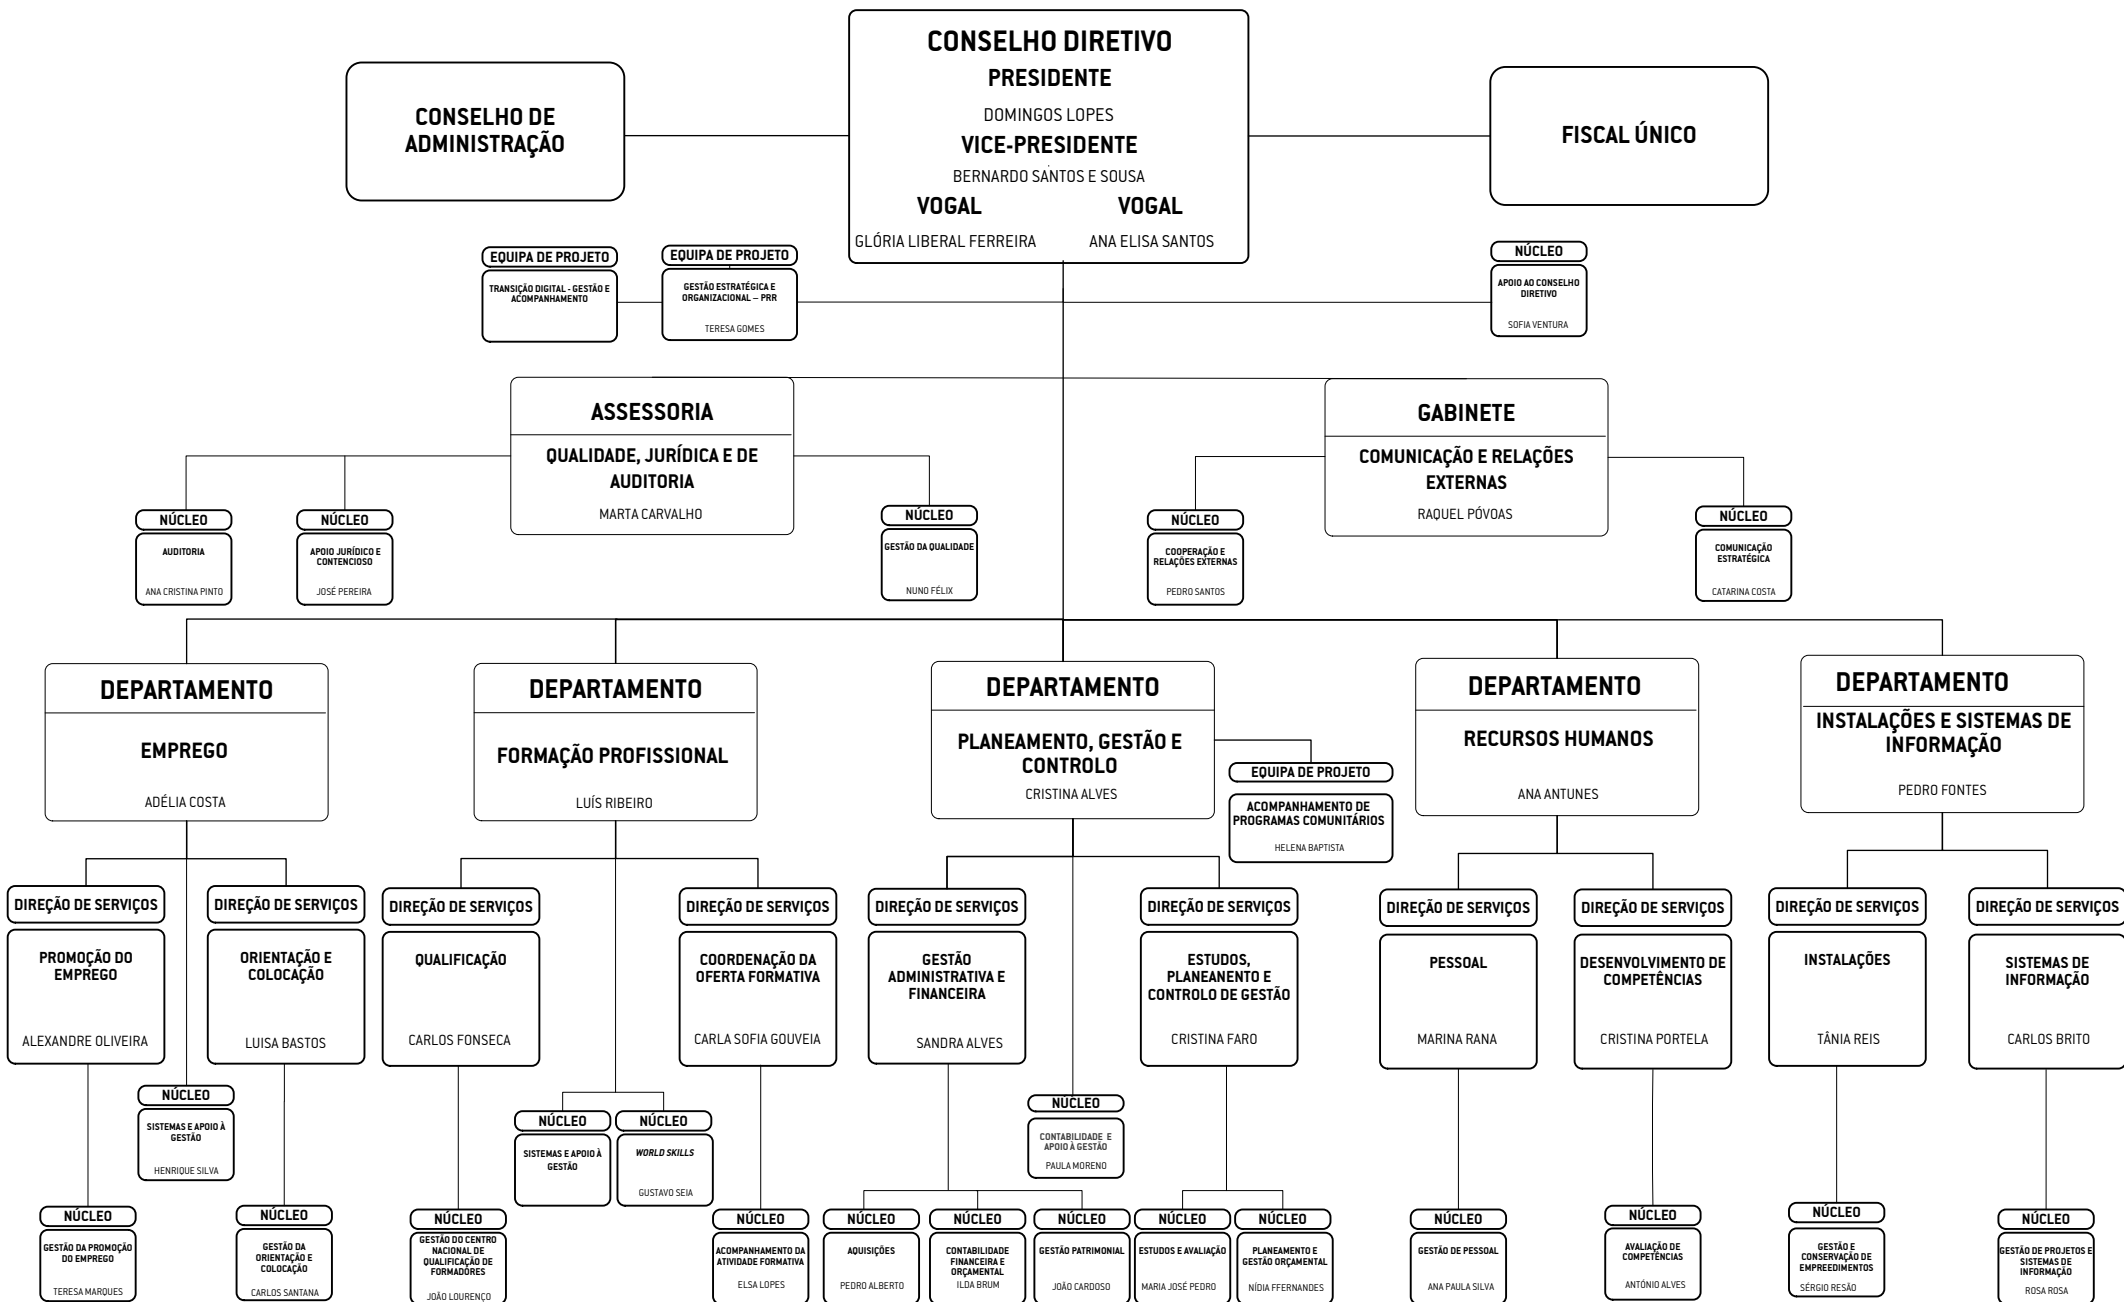 CONSELHO DIRETIVO
PRESIDENTE
DOMINGOS LOPES
VICE-PRESIDENTE
BERNARDO SANTOS E SOUSA
VOGAL
VOGAL
GLÓRIA LIBERAL FERREIRA
ANA ELISA SANTOS
CONSELHO DE
ADMINISTRAÇÃO
FISCAL ÚNICO
EQUIPA DE PROJETO
TRANSIÇÃO DIGITAL - GESTÃO E
ACOMPANHAMENTO
EQUIPA DE PROJETO
GESTÃO ESTRATÉGICA E
ORGANIZACIONAL – PRR
TERESA GOMES
NÚCLEO
APOIO AO CONSELHO
DIRETIVO
SOFIA VENTURA
ASSESSORIA
QUALIDADE, JURÍDICA E DE
AUDITORIA
MARTA CARVALHO
GABINETE
COMUNICAÇÃO E RELAÇÕES
EXTERNAS
RAQUEL PÓVOAS
NÚCLEO
AUDITORIA
ANA CRISTINA PINTO
NÚCLEO
APOIO JURÍDICO E
CONTENCIOSO
JOSÉ PEREIRA
NÚCLEO
GESTÃO DA QUALIDADE
NUNO FÉLIX
NÚCLEO
COOPERAÇÃO E
RELAÇÕES EXTERNAS
PEDRO SANTOS
NÚCLEO
COMUNICAÇÃO
ESTRATÉGICA
CATARINA COSTA
DEPARTAMENTO
EMPREGO
ADÉLIA COSTA
DEPARTAMENTO
FORMAÇÃO PROFISSIONAL
LUÍS RIBEIRO
DEPARTAMENTO
PLANEAMENTO, GESTÃO E
CONTROLO
CRISTINA ALVES
EQUIPA DE PROJETO
ACOMPANHAMENTO DE
PROGRAMAS COMUNITÁRIOS
HELENA BAPTISTA
DEPARTAMENTO
RECURSOS HUMANOS
ANA ANTUNES
DEPARTAMENTO
INSTALAÇÕES E SISTEMAS DE
INFORMAÇÃO
PEDRO FONTES
DIREÇÃO DE SERVIÇOS
PROMOÇÃO DO
EMPREGO
ALEXANDRE OLIVEIRA
DIREÇÃO DE SERVIÇOS
ORIENTAÇÃO E
COLOCAÇÃO
LUISA BASTOS
DIREÇÃO DE SERVIÇOS
QUALIFICAÇÃO
CARLOS FONSECA
DIREÇÃO DE SERVIÇOS
COORDENAÇÃO DA
OFERTA FORMATIVA
CARLA SOFIA GOUVEIA
DIREÇÃO DE SERVIÇOS
GESTÃO
ADMINISTRATIVA E
FINANCEIRA
SANDRA ALVES
DIREÇÃO DE SERVIÇOS
ESTUDOS,
PLANEANENTO E
CONTROLO DE GESTÃO
CRISTINA FARO
DIREÇÃO DE SERVIÇOS
PESSOAL
MARINA RANA
DIREÇÃO DE SERVIÇOS
DESENVOLVIMENTO DE
COMPETÊNCIAS
CRISTINA PORTELA
DIREÇÃO DE SERVIÇOS
INSTALAÇÕES
TÂNIA REIS
DIREÇÃO DE SERVIÇOS
SISTEMAS DE
INFORMAÇÃO
CARLOS BRITO
NÚCLEO
SISTEMAS E APOIO À
GESTÃO
HENRIQUE SILVA
NÚCLEO
SISTEMAS E APOIO À
GESTÃO
NÚCLEO
WORLD SKILLS
GUSTAVO SEIA
NÚCLEO
CONTABILIDADE E
APOIO À GESTÃO
PAULA MORENO
NÚCLEO
GESTÃO DA PROMOÇÃO
DO EMPREGO
TERESA MARQUES
NÚCLEO
GESTÃO DA
ORIENTAÇÃO E
COLOCAÇÃO
CARLOS SANTANA
NÚCLEO
GESTÃO DO CENTRO
NACIONAL DE
QUALIFICAÇÃO DE
FORMADORES
JOÃO LOURENÇO
NÚCLEO
ACOMPANHAMENTO DA
ATIVIDADE FORMATIVA
ELSA LOPES
NÚCLEO
AQUISIÇÕES
PEDRO ALBERTO
NÚCLEO
CONTABILIDADE
FINANCEIRA E
ORÇAMENTAL
ILDA BRUM
NÚCLEO
GESTÃO PATRIMONIAL
JOÃO CARDOSO
NÚCLEO
ESTUDOS E AVALIAÇÃO
MARIA JOSÉ PEDRO
NÚCLEO
PLANEAMENTO E
GESTÃO ORÇAMENTAL
NÍDIA FFERNANDES
NÚCLEO
GESTÃO DE PESSOAL
ANA PAULA SILVA
NÚCLEO
AVALIAÇÃO DE
COMPETÊNCIAS
ANTÓNIO ALVES
NÚCLEO
GESTÃO E
CONSERVAÇÃO DE
EMPREEDIMENTOS
SÉRGIO RESÃO
NÚCLEO
GESTÃO DE PROJETOS E
SISTEMAS DE
INFORMAÇÃO
ROSA ROSA